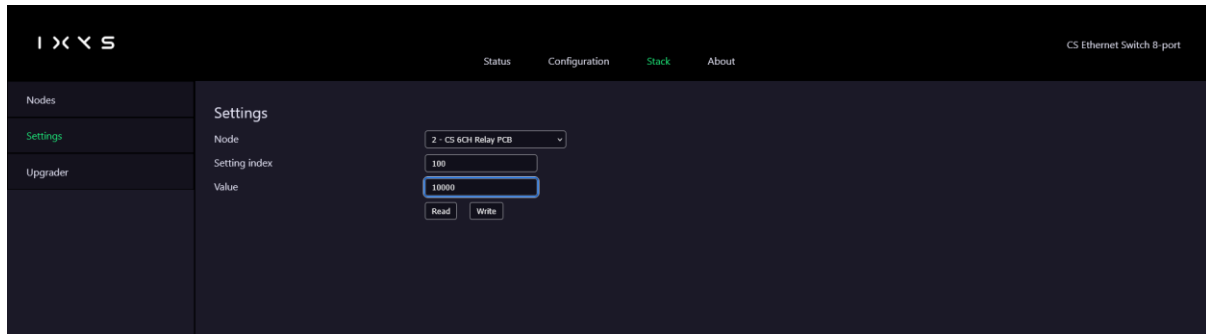 IXYS
CS Ethernet Switch 8-port
Status Configuration Stack About
Nodes
Settings
Upgrader
Settings
Node 2 - CS 6CH Relay PCB
Setting index 100
Value 10000
Read Write